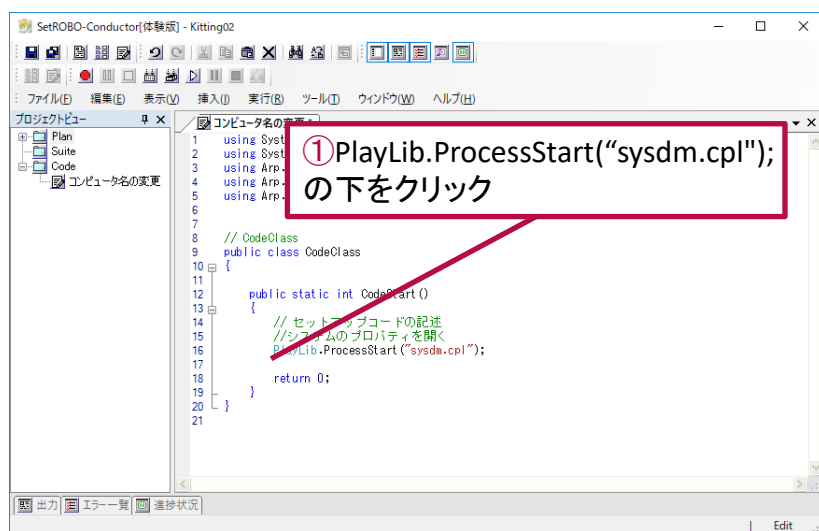 SetROBO-Conductor[体験版] - Kitting02
ファイル(F) 編集(E) 表示(V) 挿入(I) 実行(R) ツール(T) ウィンドウ(W) ヘルプ(H)
プロジェクトビュー
Plan
Suite
Code
コンピュータ名の変更
コンピュータ名の変更
①PlayLib.ProcessStart(“sysdm.cpl");
の下をクリック
1 using Syst
2 using Syst
3 using Arp.
4 using Arp.
5 using Arp.
6
7
8 // CodeClass
9 public class CodeClass
10 {
11
12 public static int CodeStart()
13 {
14 // セットアップコードの記述
15 //システムのプロパティを開く
16 PlayLib.ProcessStart("sysdm.cpl");
17
18 return 0;
19 }
20 }
21
出力 エラー一覧 進捗状況
Edit